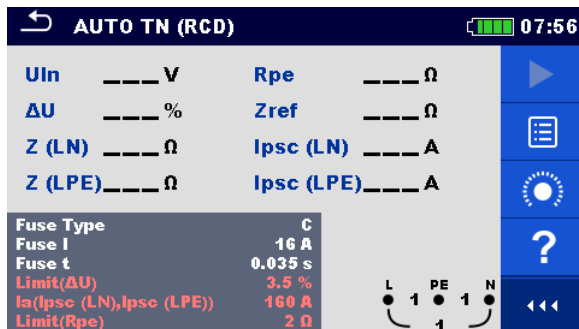 AUTO TN (RCD) 07:56
Uln ___V Rpe ___Ω
ΔU ___% Zref ___Ω
Z (LN) ___Ω Ipsc (LN) ___A
Z (LPE)___Ω Ipsc (LPE)___A
Fuse Type C
Fuse I 16 A
Fuse t 0.035 s
Limit(ΔU) 3.5 %
Ia(Ipsc (LN),Ipsc (LPE)) 160 A
Limit(Rpe) 2 Ω
L PE N
1 1
1
?